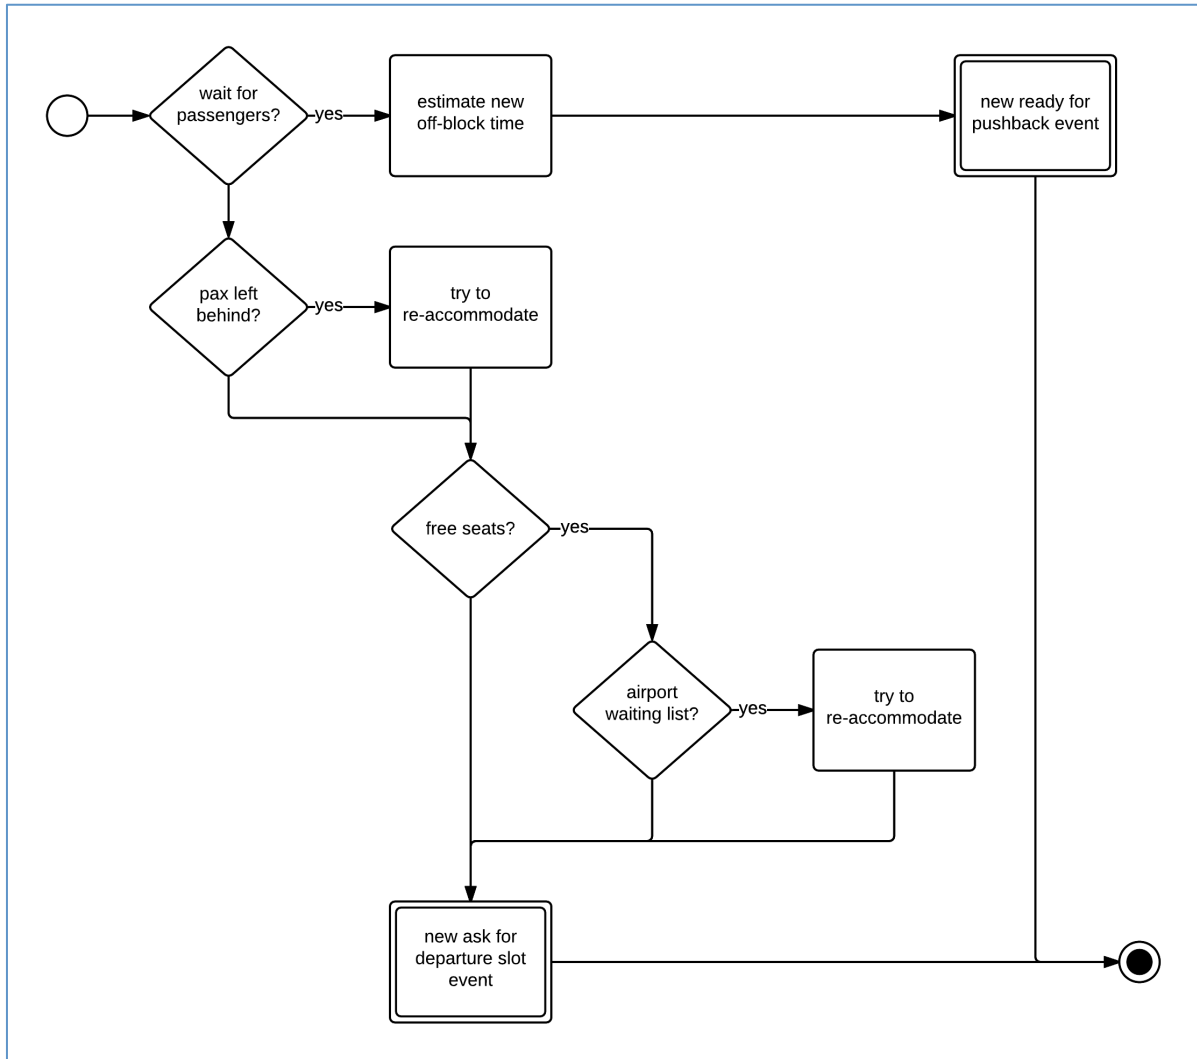 wait for
passengers?
yes
estimate new
off-block time
new ready for
pushback event
pax left
behind?
yes
try to
re-accommodate
free seats?
yes
airport
waiting list?
yes
try to
re-accommodate
new ask for
departure slot
event